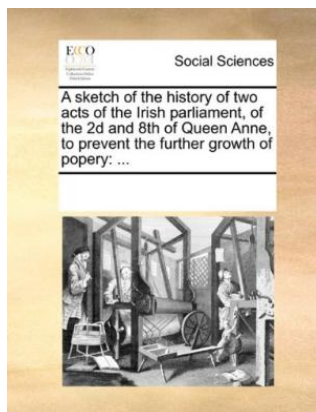 ECCO
Social Sciences
A sketch of the history of two
acts of the Irish parliament, of
the 2d and 8th of Queen Anne,
to prevent the further growth of
popery: ...